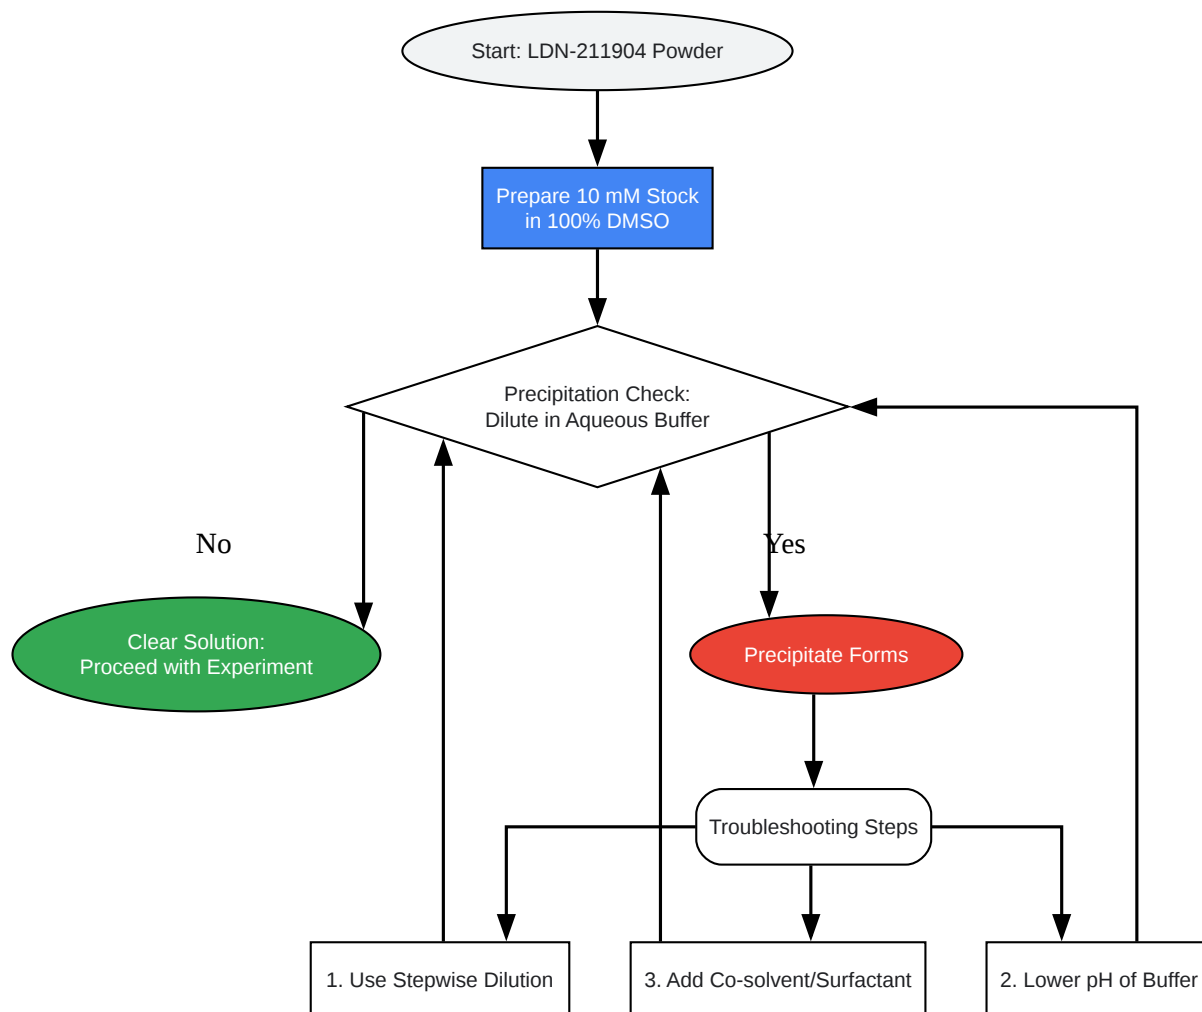 Start: LDN-211904 Powder
Prepare 10 mM Stock
in 100% DMSO
Precipitation Check:
Dilute in Aqueous Buffer
No
Yes
Clear Solution:
Proceed with Experiment
Precipitate Forms
Troubleshooting Steps
1. Use Stepwise Dilution
3. Add Co-solvent/Surfactant
2. Lower pH of Buffer